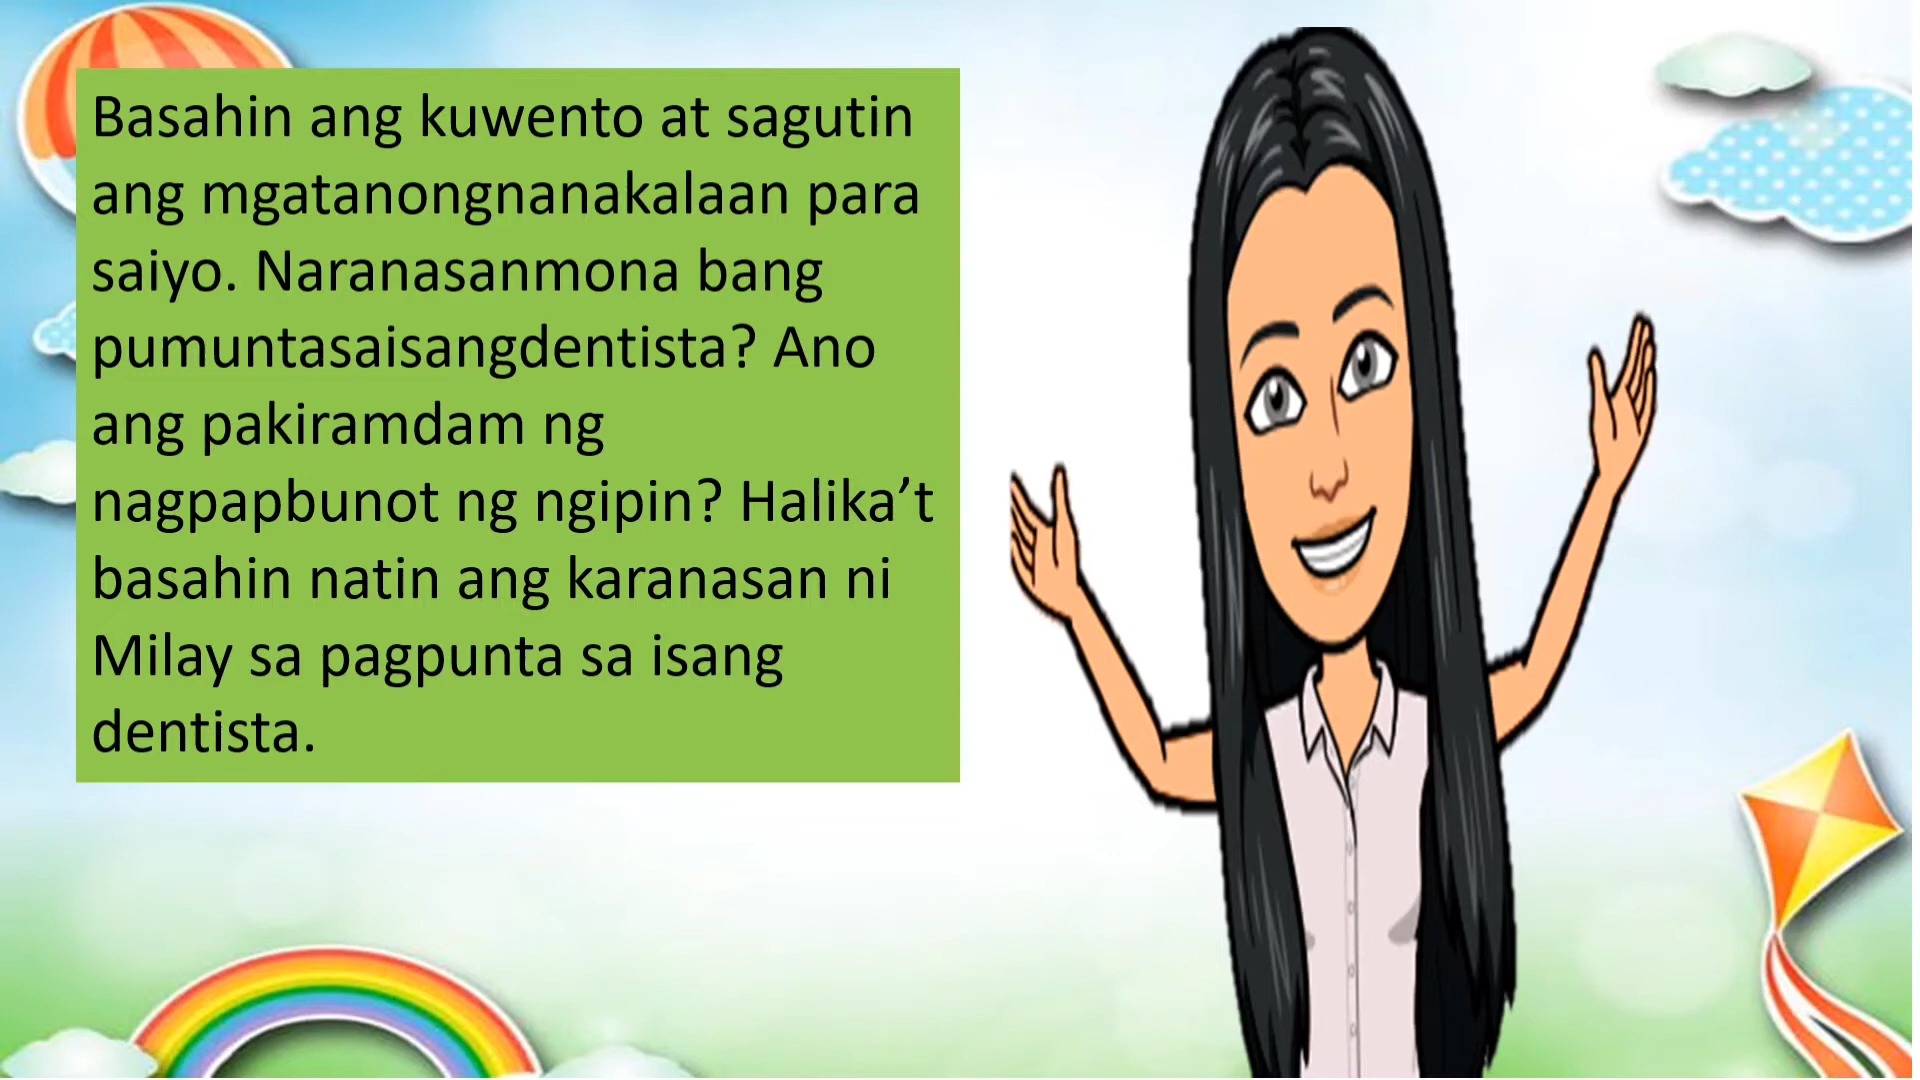 Basahin ang kuwento at sagutin
ang mgatanongnanakalaan para
saiyo. Naranasanmona bang
pumuntasaisangdentista? Ano
ang pakiramdam ng
nagpapbunot ng ngipin? Halika’t
basahin natin ang karanasan ni
Milay sa pagpunta sa isang
dentista.